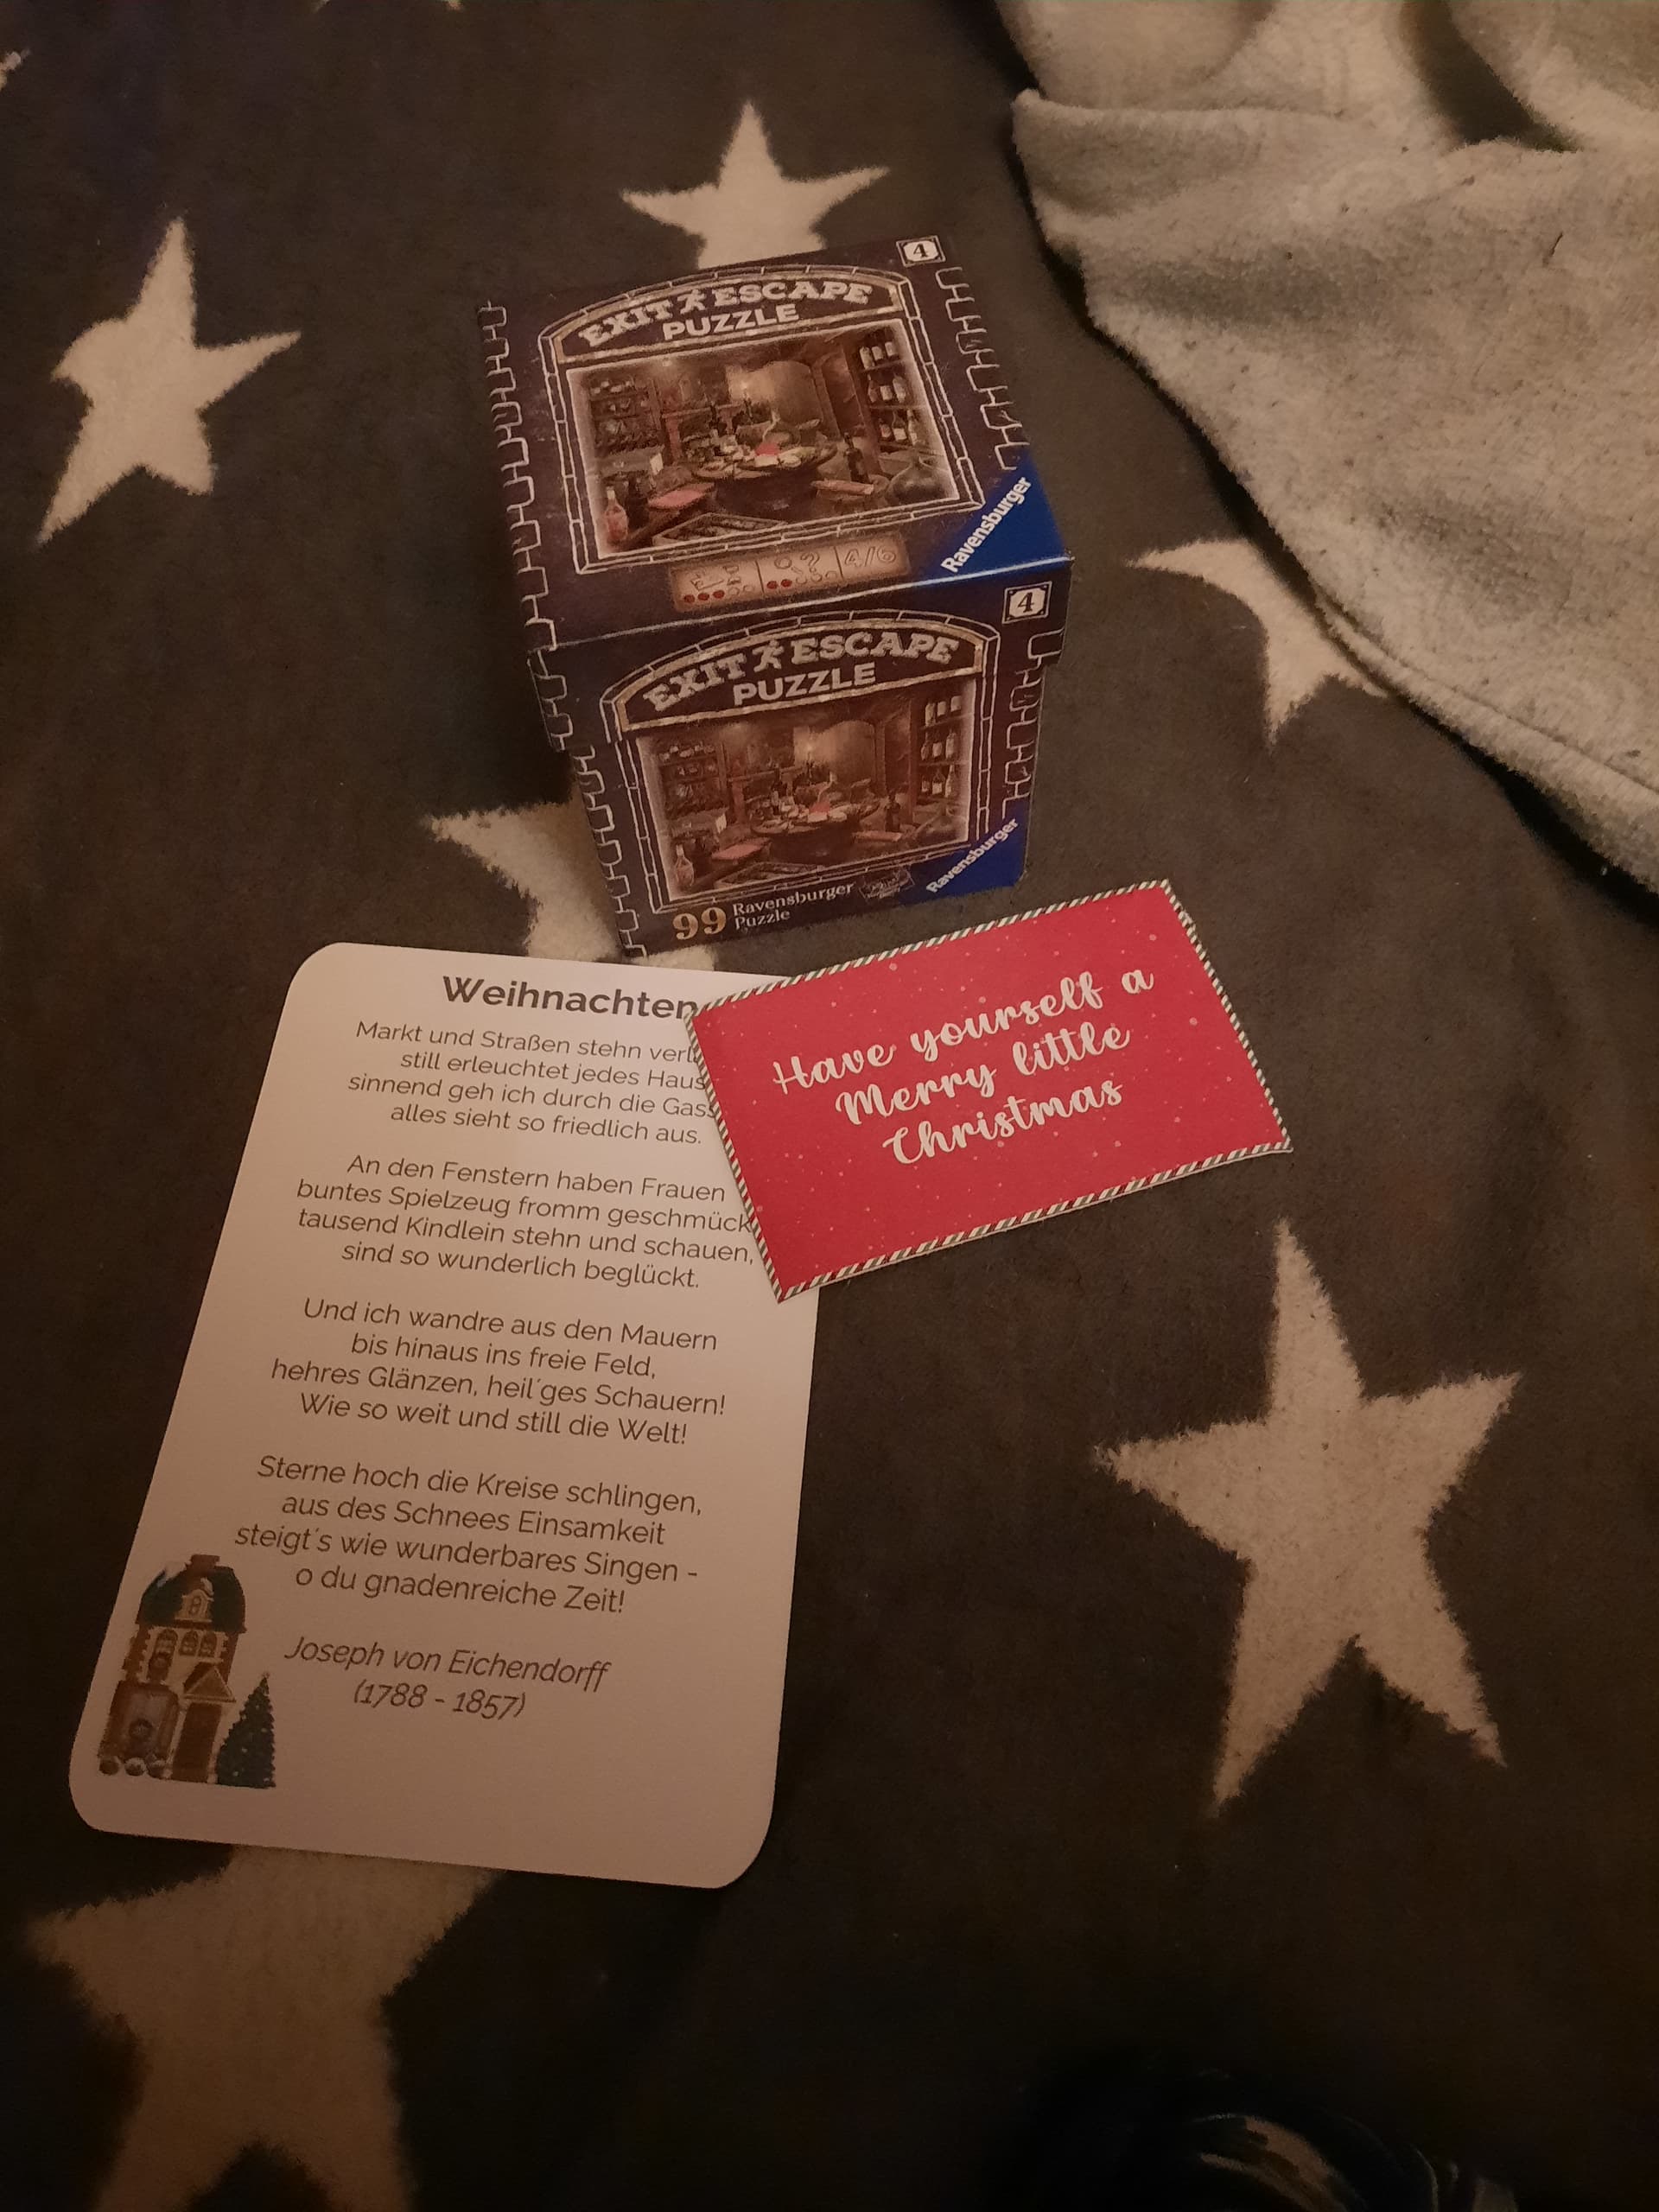 4
EXIT ESCAPE
PUZZLE
4/6
Ravensburger
4
EXIT ESCAPE
PUZZLE
Ravensburger
99 Ravensburger
Puzzle
Weihnachten
Markt und Straßen stehn
still erleuchtet jedes Haus
sinnend geh ich durch die Gass
alles sieht so friedlich aus.
An den Fenstern haben Frauen
buntes Spielzeug fromm geschmück
tausend Kindlein stehn und schauen,
sind so wunderlich beglückt.
Und ich wandre aus den Mauern
bis hinaus ins freie Feld,
hehres Glänzen, heil´ges Schauern!
Wie so weit und still die Welt!
Sterne hoch die Kreise schlingen,
aus des Schnees Einsamkeit
steigt´s wie wunderbares Singen -
o du gnadenreiche Zeit!
Joseph von Eichendorff
(1788 - 1857)
Have yourself a
Merry little
Christmas